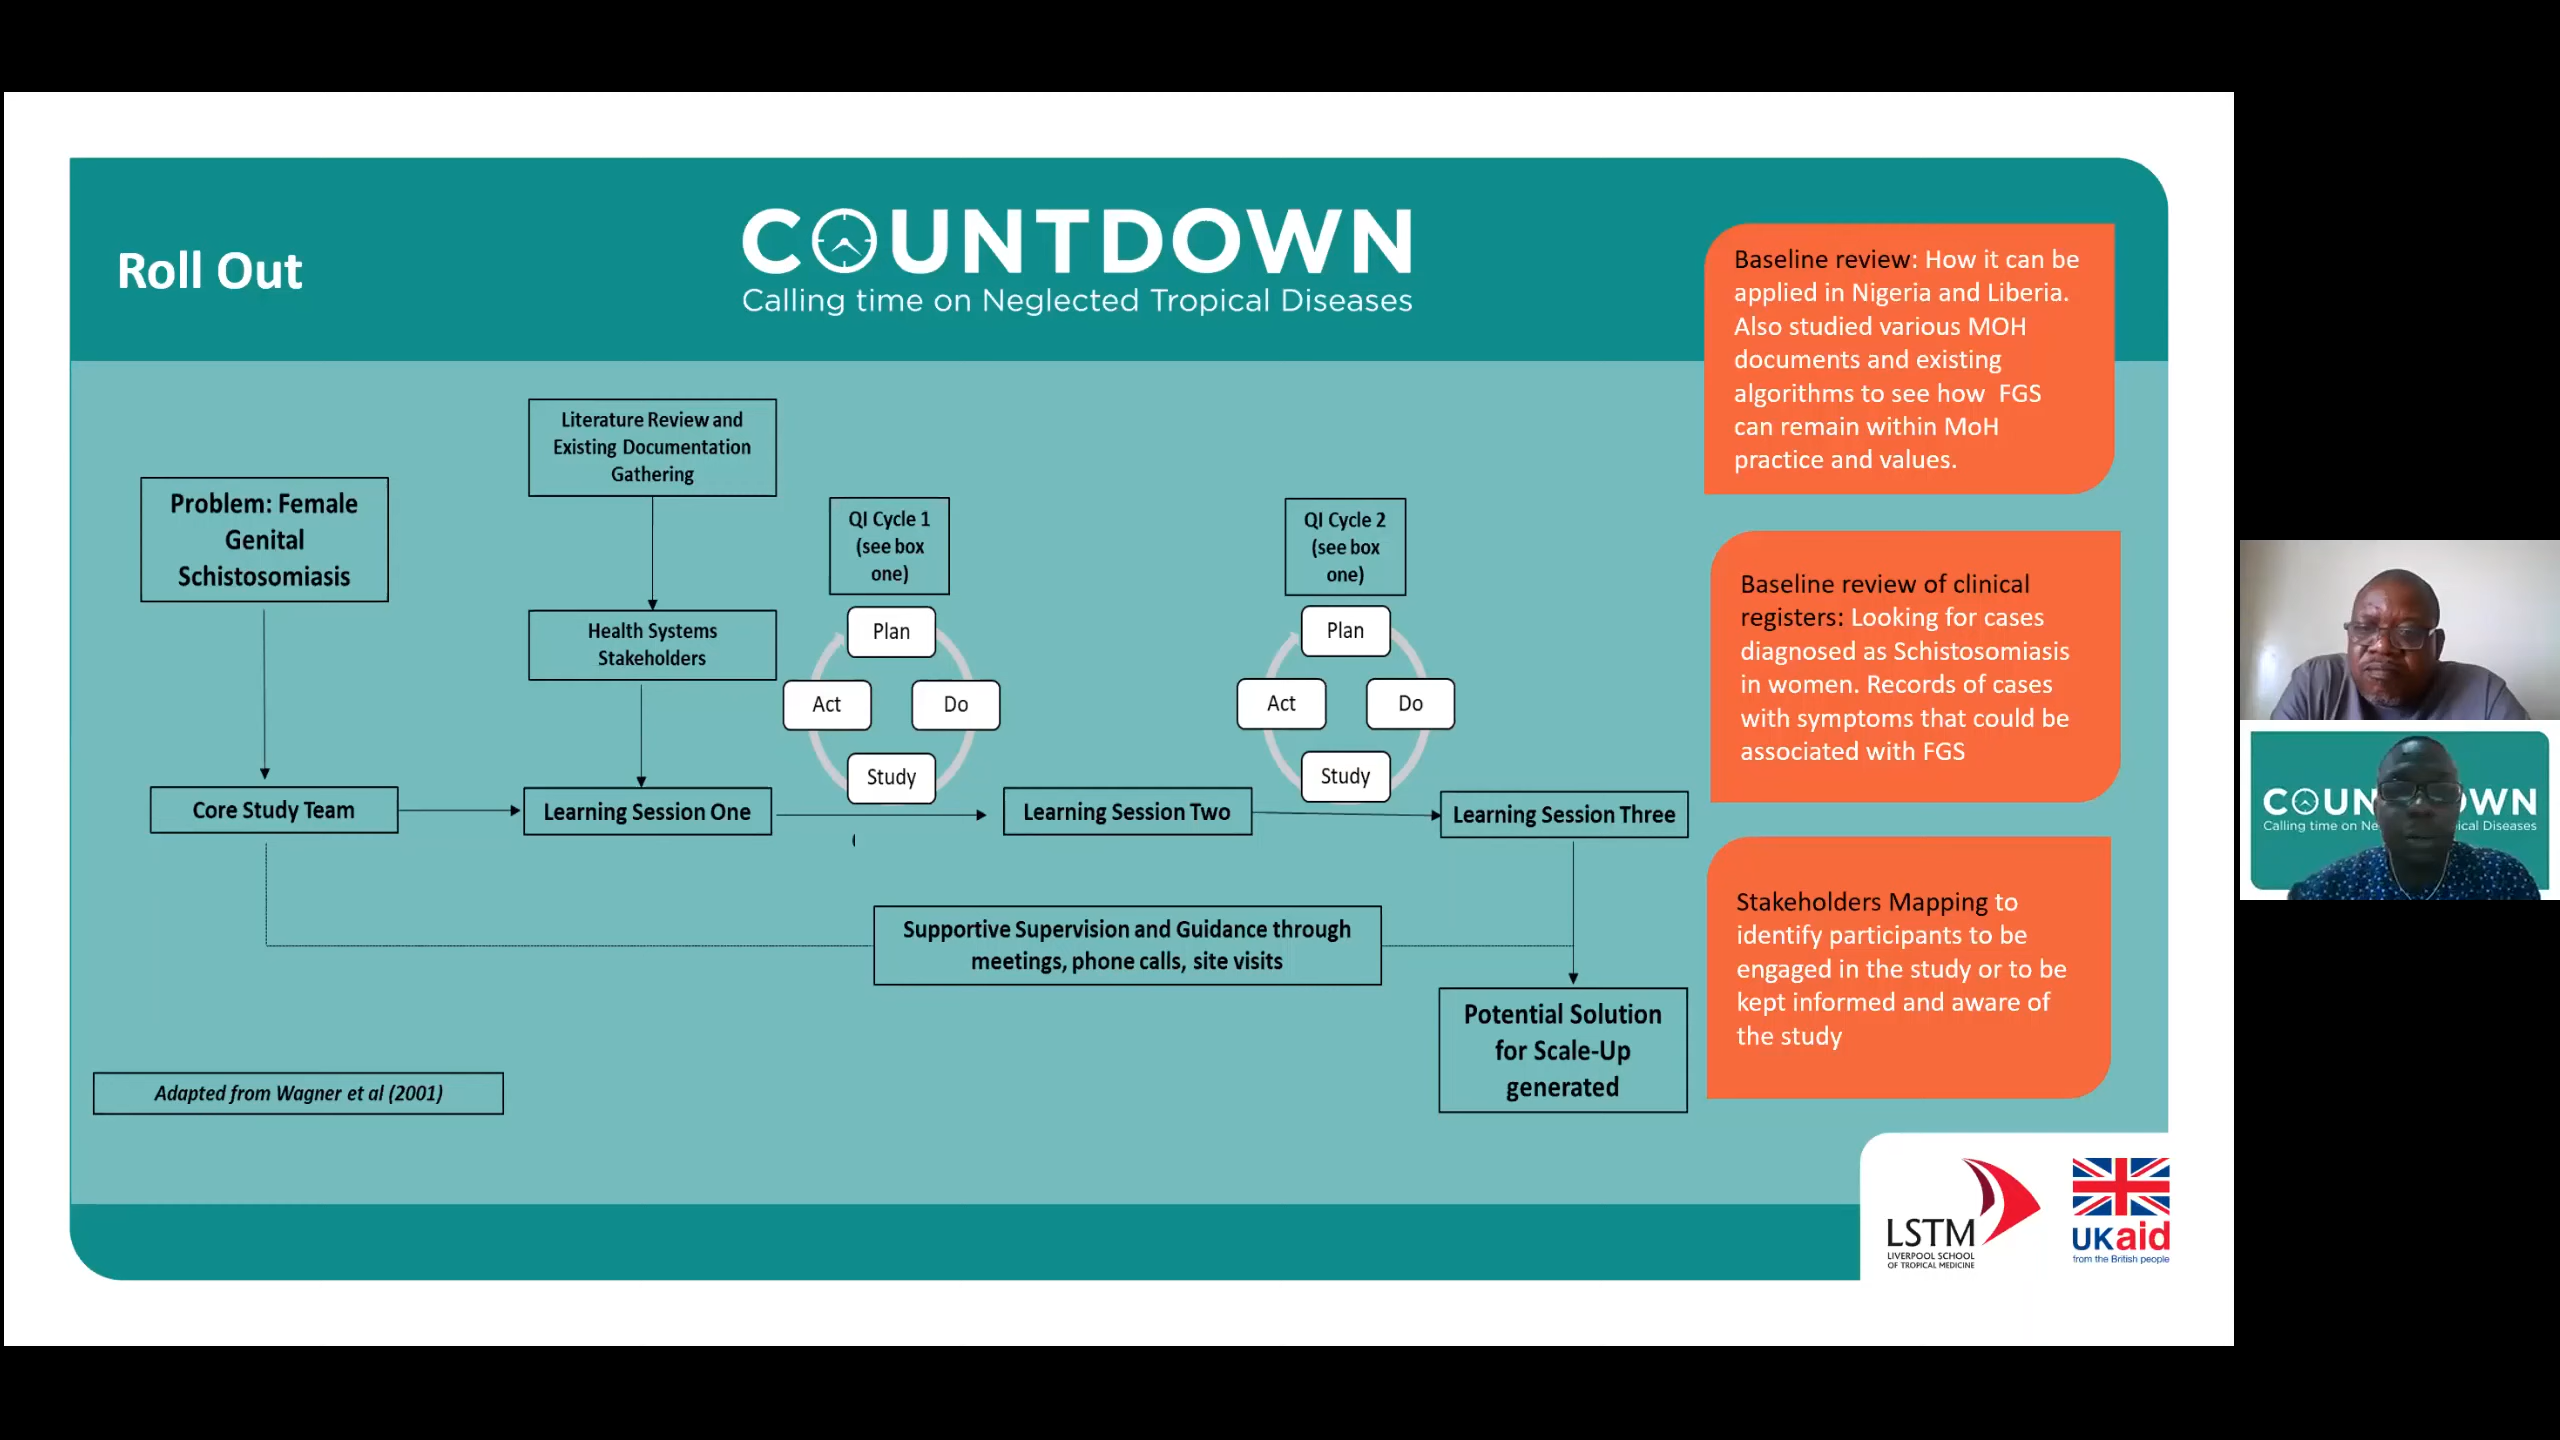 Roll Out
COUNTDOWN
Calling time on Neglected Tropical Diseases
Literature Review and
Existing Documentation
Gathering
Problem: Female
Genital
Schistosomiasis
Health Systems
Stakeholders
QI Cycle 1
(see box
one)
Plan
Act
Do
Study
QI Cycle 2
(see box
one)
Plan
Act
Do
Study
Core Study Team
Learning Session One
Learning Session Two
Learning Session Three
Supportive Supervision and Guidance through
meetings, phone calls, site visits
Potential Solution
for Scale-Up
generated
Adapted from Wagner et al (2001)
Baseline review: How it can be
applied in Nigeria and Liberia.
Also studied various MOH
documents and existing
algorithms to see how FGS
can remain within MoH
practice and values.
Baseline review of clinical
registers: Looking for cases
diagnosed as Schistosomiasis
in women. Records of cases
with symptoms that could be
associated with FGS
Stakeholders Mapping to
identify participants to be
engaged in the study or to be
kept informed and aware of
the study
LSTM
LIVERPOOL SCHOOL
OF TROPICAL MEDICINE
UKaid
from the British people
COUN OWN
Calling time on Ne ical Diseases